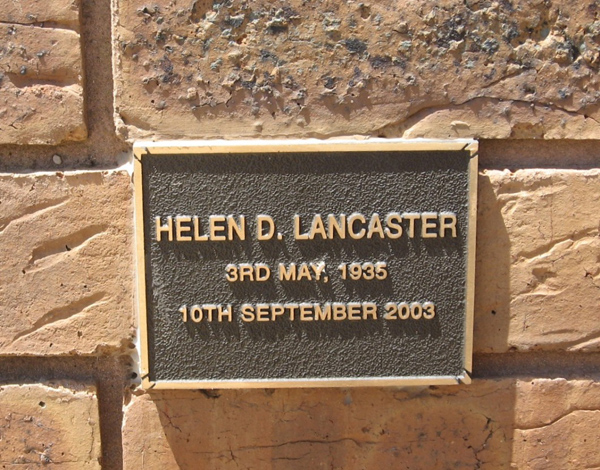 HELEN D. LANCASTER
3RD MAY, 1935
10TH SEPTEMBER 2003